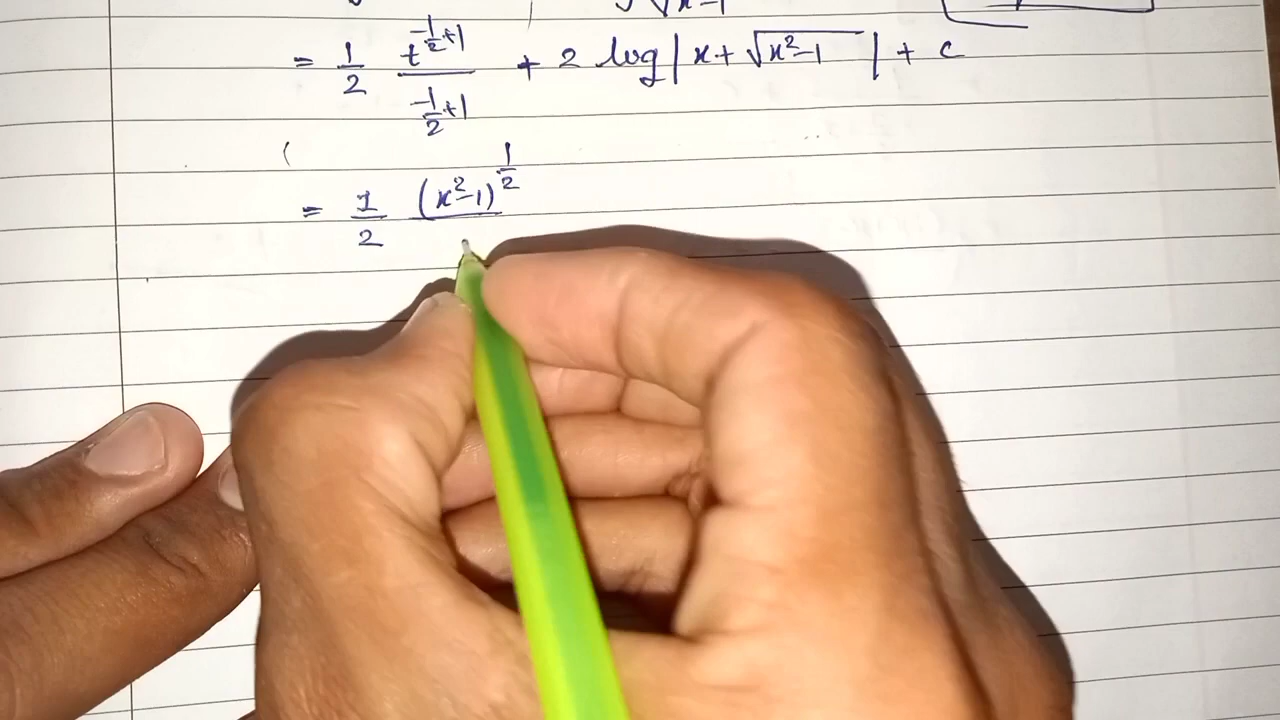 = 1/2 t^(-1/2+1)/(-1/2+1) + 2 log|x+√(x²-1)| + c
= 1/2 (x²-1)^(1/2)